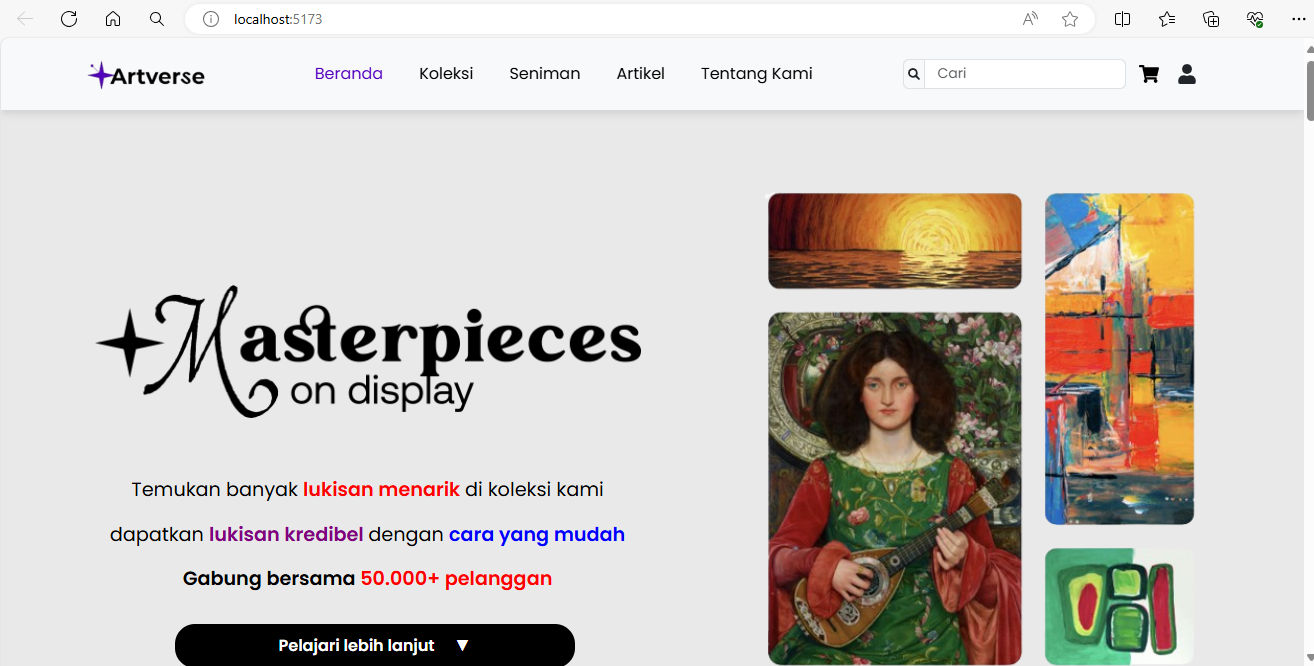 localhost:5173
Artverse
Beranda
Koleksi
Seniman
Artikel
Tentang Kami
Cari
Masterpieces
on display
Temukan banyak lukisan menarik di koleksi kami
dapatkan lukisan kredibel dengan cara yang mudah
Gabung bersama 50.000+ pelanggan
Pelajari lebih lanjut ▼